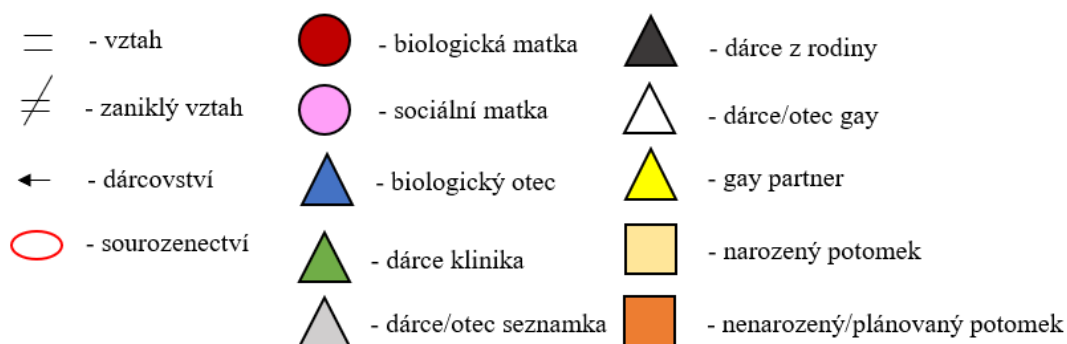 - vztah
- zaniklý vztah
- dárcovství
- sourozenectví
- biologická matka
- sociální matka
- biologický otec
- dárce klinika
- dárce/otec seznamka
- dárce z rodiny
- dárce/otec gay
- gay partner
- narozený potomek
- nenarozený/plánovaný potomek